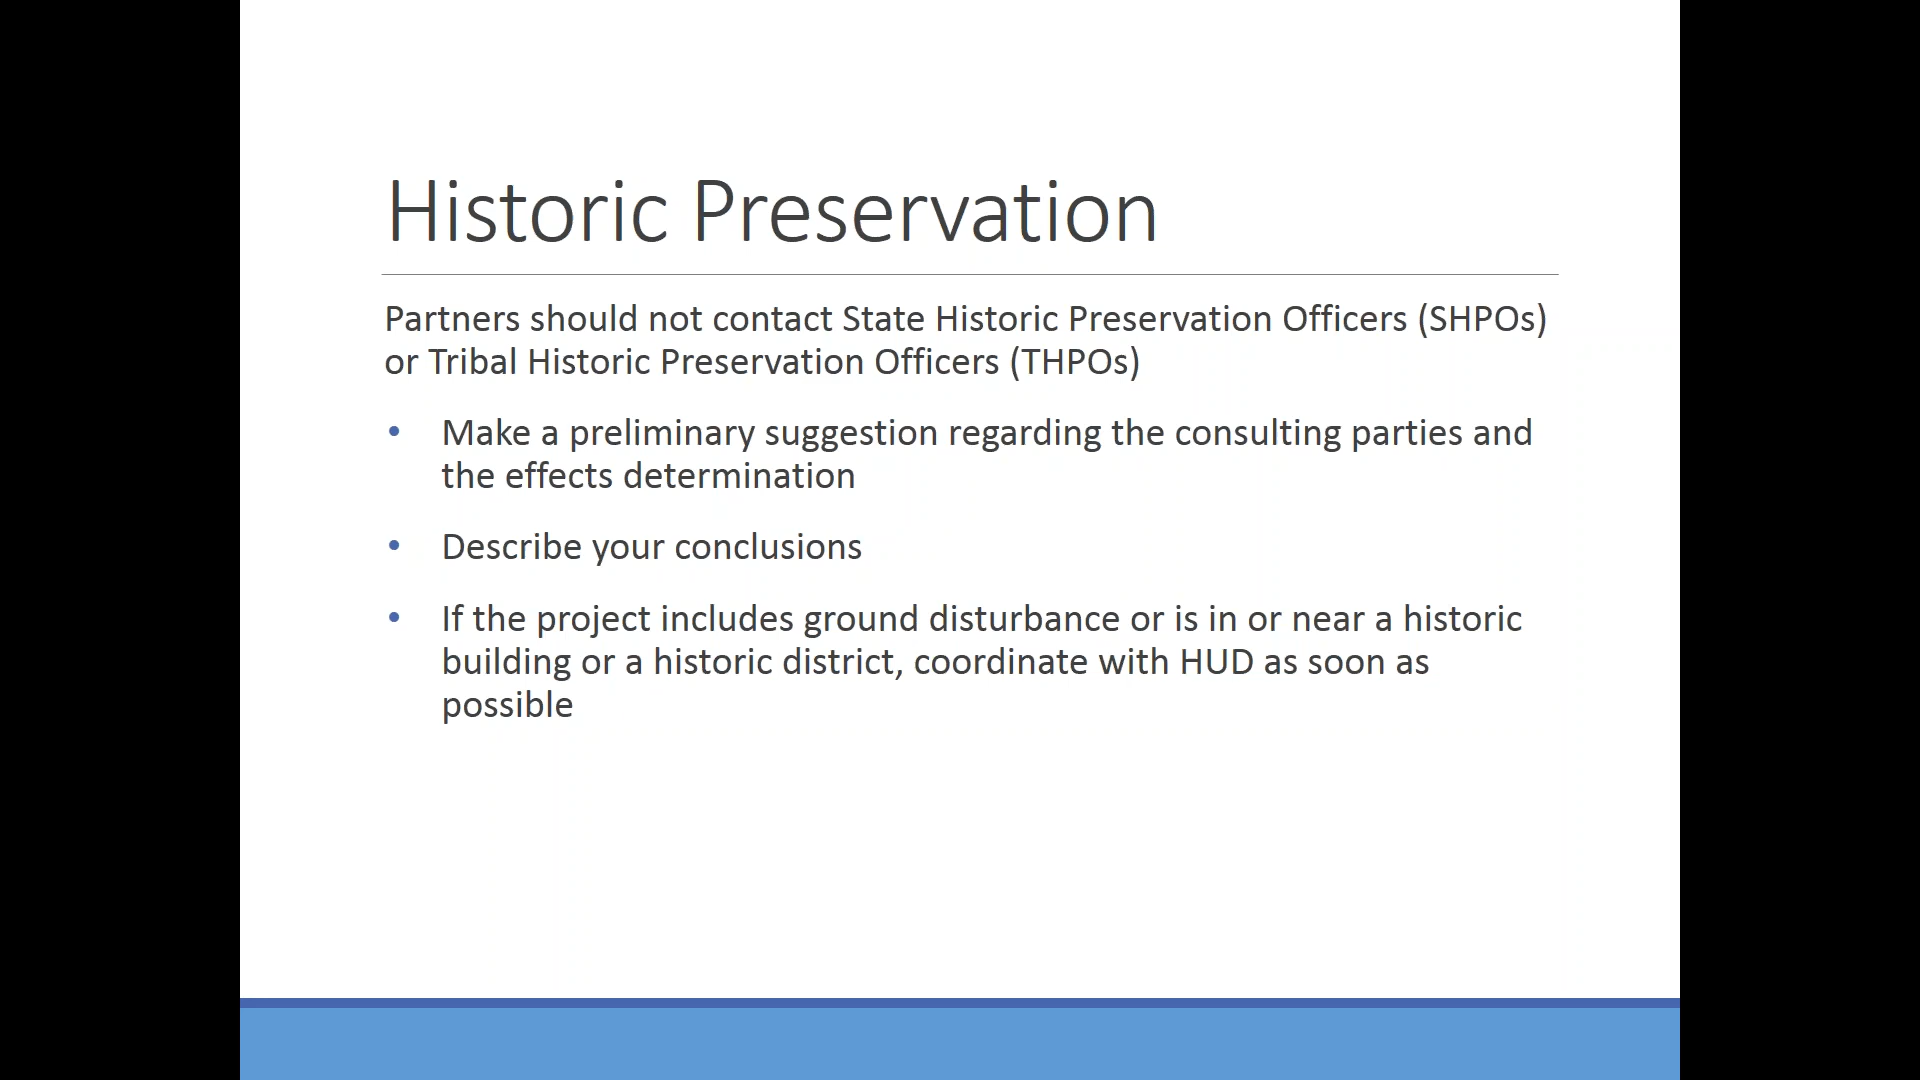 Historic Preservation
Partners should not contact State Historic Preservation Officers (SHPOs)
or Tribal Historic Preservation Officers (THPOs)
• Make a preliminary suggestion regarding the consulting parties and
the effects determination
• Describe your conclusions
• If the project includes ground disturbance or is in or near a historic
building or a historic district, coordinate with HUD as soon as
possible